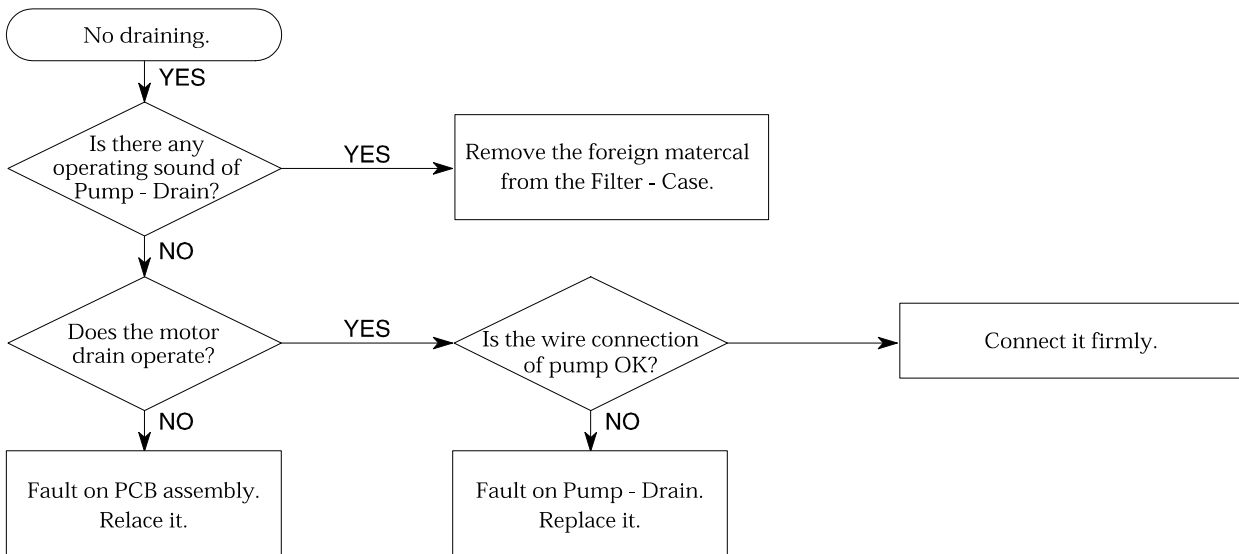 No draining.
YES
Is there any
operating sound of
Pump - Drain?
YES
Remove the foreign matercal
from the Filter - Case.
NO
Does the motor
drain operate?
YES
Is the wire connection
of pump OK?
Connect it firmly.
NO
Fault on PCB assembly.
Relace it.
NO
Fault on Pump - Drain.
Replace it.